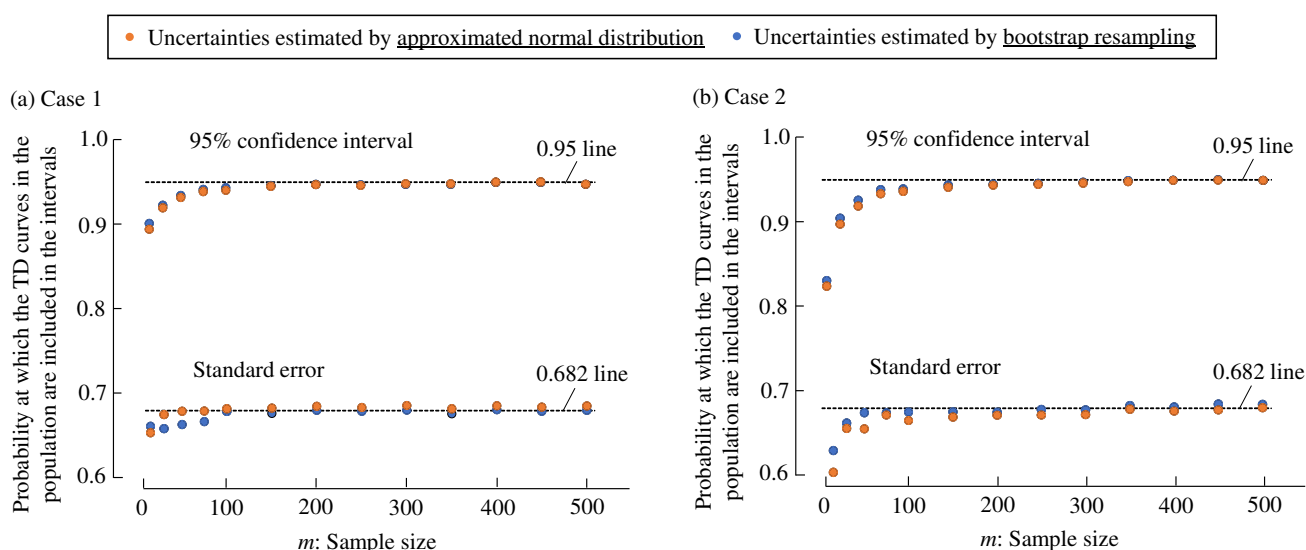 Uncertainties estimated by approximated normal distribution Uncertainties estimated by bootstrap resampling
(a) Case 1
Probability at which the TD curves in the
population are included in the intervals
1.0
0.9
0.8
0.7
0.6
95% confidence interval
0.95 line
Standard error
0.682 line
0 100 200 300 400 500
m: Sample size
(b) Case 2
Probability at which the TD curves in the
population are included in the intervals
1.0
0.9
0.8
0.7
0.6
95% confidence interval
0.95 line
Standard error
0.682 line
0 100 200 300 400 500
m: Sample size